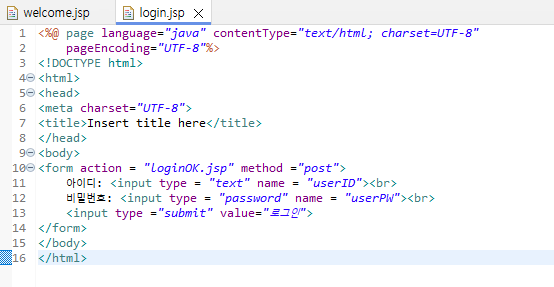 welcome.jsp login.jsp
1 <%@ page language="java" contentType="text/html; charset=UTF-8"
2 pageEncoding="UTF-8"%>
3 <!DOCTYPE html>
4 <html>
5 <head>
6 <meta charset="UTF-8">
7 <title>Insert title here</title>
8 </head>
9 <body>
10 <form action = "loginOK.jsp" method ="post">
11 아이디: <input type = "text" name = "userID"><br>
12 비밀번호: <input type = "password" name = "userPW"><br>
13 <input type ="submit" value="로그인">
14 </form>
15 </body>
16 </html>